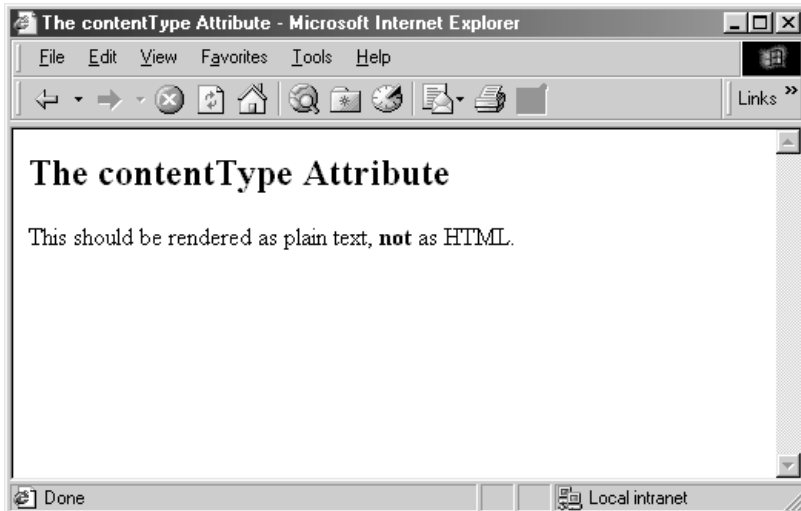 The contentType Attribute - Microsoft Internet Explorer
File Edit View Favorites Tools Help
Links »
The contentType Attribute
This should be rendered as plain text, not as HTML.
Done Local intranet